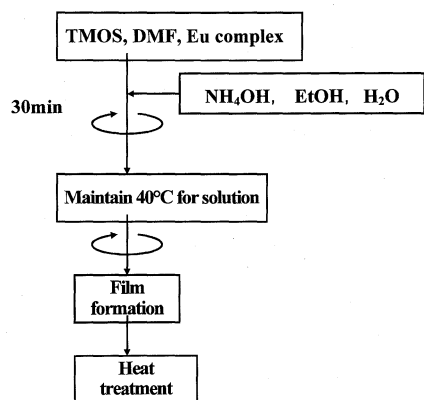 TMOS, DMF, Eu complex
NH₄OH, EtOH, H₂O
30min
Maintain 40°C for solution
Film
formation
Heat
treatment